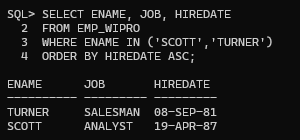 SQL> SELECT ENAME, JOB, HIREDATE
  2  FROM EMP_WIPRO
  3  WHERE ENAME IN ('SCOTT','TURNER')
  4  ORDER BY HIREDATE ASC;

ENAME      JOB       HIREDATE
---------- --------- ---------
TURNER     SALESMAN  08-SEP-81
SCOTT      ANALYST   19-APR-87